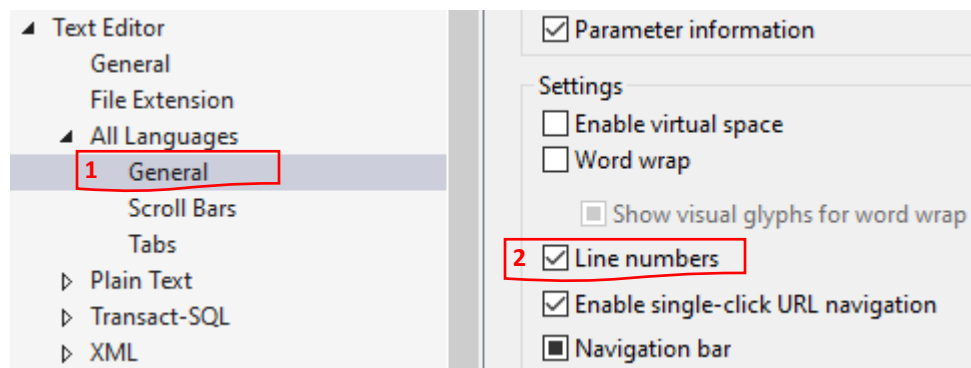 Text Editor
General
File Extension
All Languages
1 General
Scroll Bars
Tabs
Plain Text
Transact-SQL
XML
Parameter information
Settings
Enable virtual space
Word wrap
Show visual glyphs for word wrap
2 Line numbers
Enable single-click URL navigation
Navigation bar